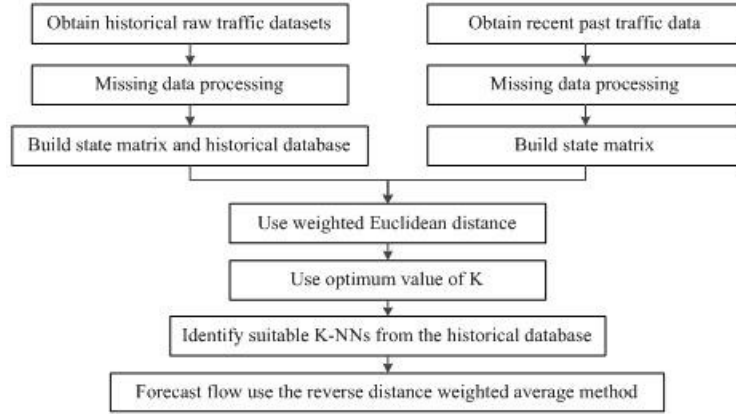 Obtain historical raw traffic datasets
Obtain recent past traffic data
Missing data processing
Missing data processing
Build state matrix and historical database
Build state matrix
Use weighted Euclidean distance
Use optimum value of K
Identify suitable K-NNs from the historical database
Forecast flow use the reverse distance weighted average method